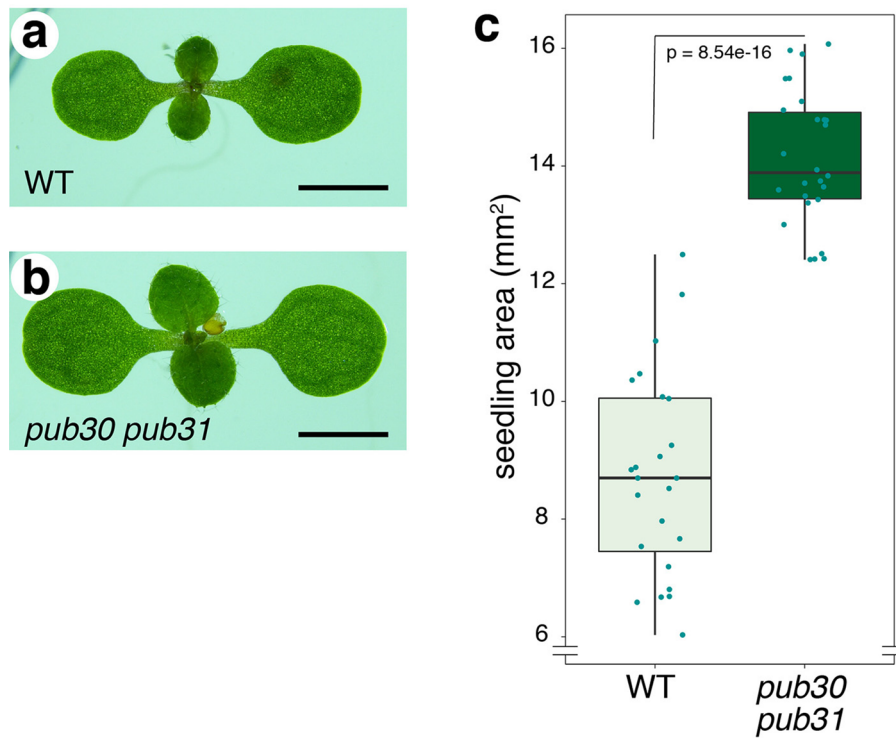 a
WT
b
pub30 pub31
c
seedling area (mm²)
16
14
12
10
8
6
p = 8.54e-16
WT
pub30
pub31